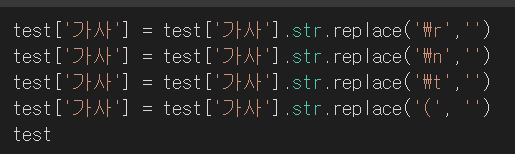 test['가사'] = test['가사'].str.replace('₩r','')
test['가사'] = test['가사'].str.replace('₩n','')
test['가사'] = test['가사'].str.replace('₩t','')
test['가사'] = test['가사'].str.replace('(', '')
test